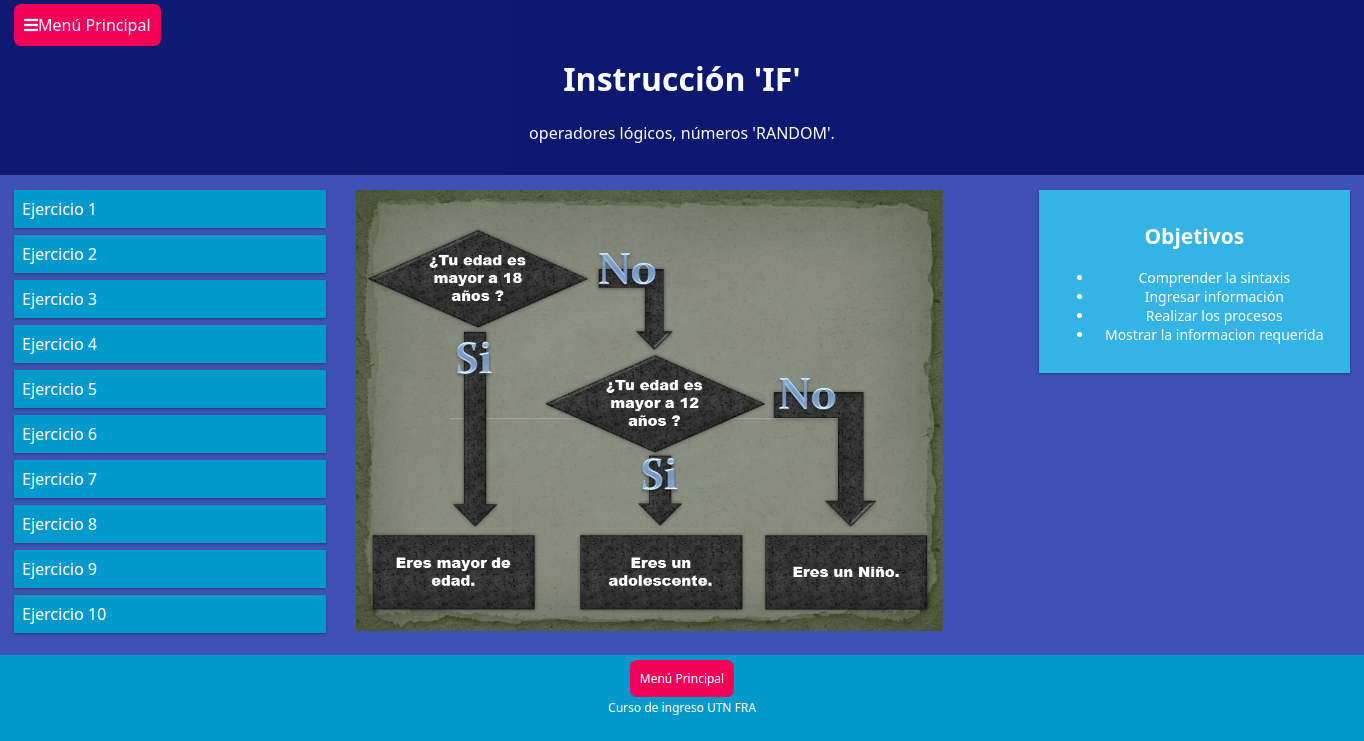 Menú Principal
Instrucción 'IF'
operadores lógicos, números 'RANDOM'.
Ejercicio 1
Ejercicio 2
Ejercicio 3
Ejercicio 4
Ejercicio 5
Ejercicio 6
Ejercicio 7
Ejercicio 8
Ejercicio 9
Ejercicio 10
¿Tu edad es
mayor a 18
años ?
No
Si
¿Tu edad es
mayor a 12
años ?
No
Si
Eres mayor de
edad.
Eres un
adolescente.
Eres un Niño.
Objetivos
Comprender la sintaxis
Ingresar información
Realizar los procesos
Mostrar la informacion requerida
Menú Principal
Curso de ingreso UTN FRA